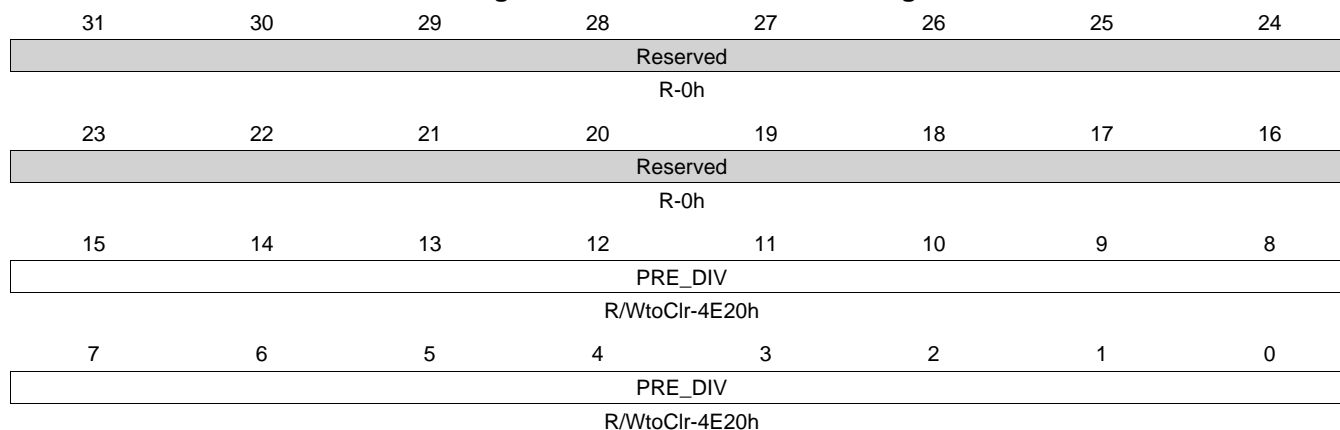 31 30 29 28 27 26 25 24
Reserved
R-0h
23 22 21 20 19 18 17 16
Reserved
R-0h
15 14 13 12 11 10 9 8
PRE_DIV
R/WtoClr-4E20h
7 6 5 4 3 2 1 0
PRE_DIV
R/WtoClr-4E20h